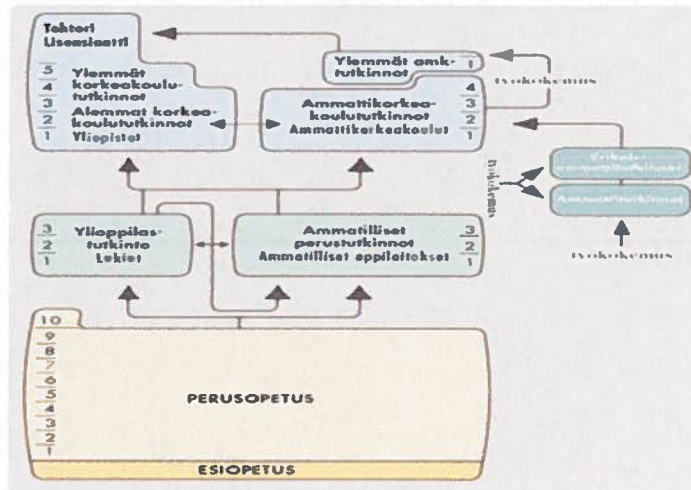 Tohtori
Lisensiaatti
5
4
3
2
1
Ylemmät
korkeakoulu-
tutkinnot
Alemmat korkea-
koulututkinnot
Yliopistot
Ylemmät amk-
tutkinnot
1
Ammattikorkea-
koulututkinnot
Ammattikorkeakoulut
4
3
2
1
työkokemus
3
2
1
Ylioppilas-
tutkinto
Lukiot
Ammatilliset
perustutkinnot
Ammatilliset oppilaitokset
3
2
1
Ammattitutkinnot
työkokemus
10
9
8
7
6
5
4
3
2
1
PERUSOPETUS
ESIOPETUS